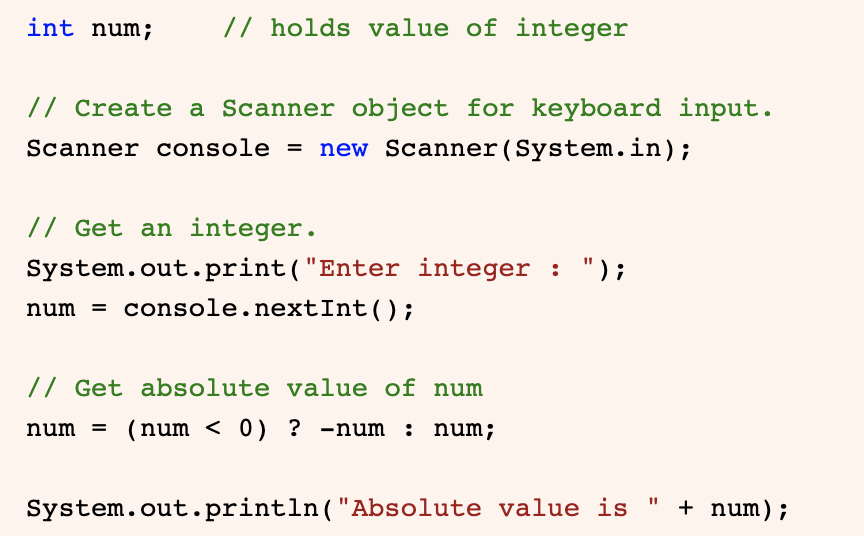 int num;    // holds value of integer
// Create a Scanner object for keyboard input.
Scanner console = new Scanner(System.in);
// Get an integer.
System.out.print("Enter integer : ");
num = console.nextInt();
// Get absolute value of num
num = (num < 0) ? -num : num;
System.out.println("Absolute value is " + num);